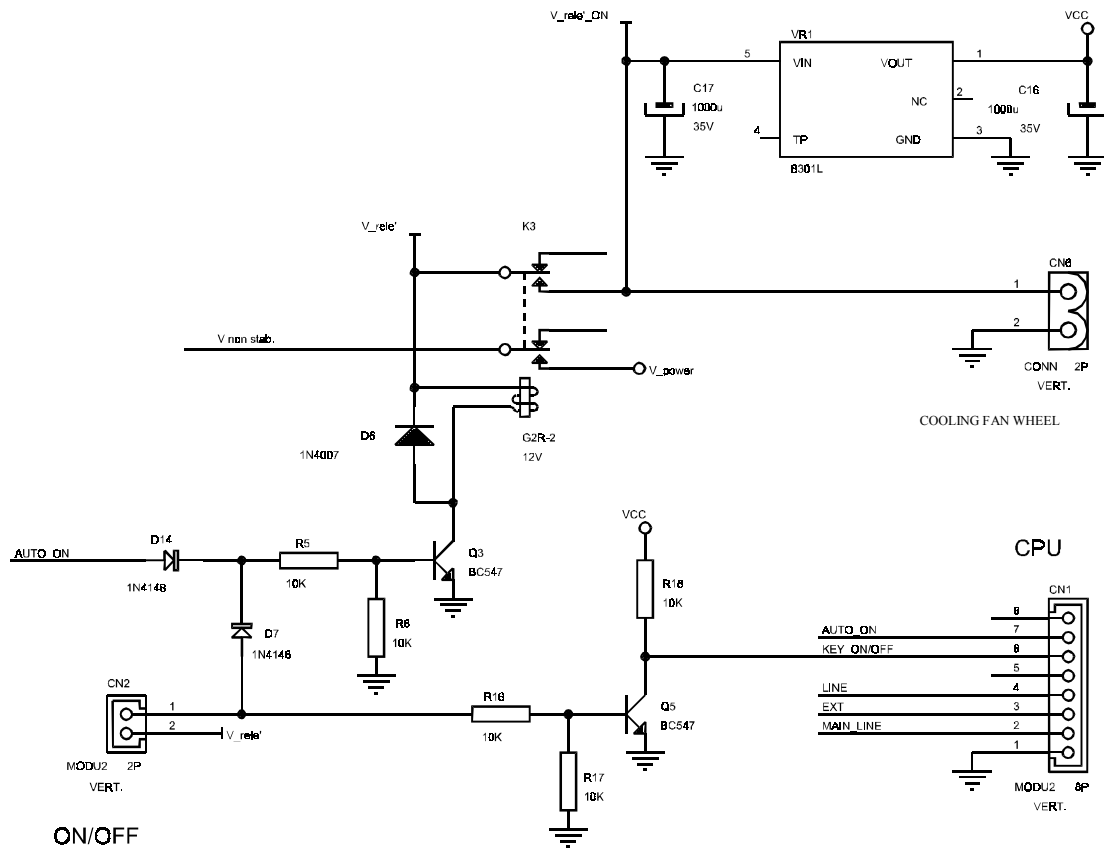 V_rele'_ON
VR1
VCC
5 VIN VOUT 1
C17
1000u
35V
NC 2
C16
1000u
35V
4 TP GND 3
8301L
V_rele'
K3
CN6
1
2
V non stab.
V_power
CONN 2P
VERT.
COOLING FAN WHEEL
D6
1N4007
G2R-2
12V
VCC
AUTO_ON
D14
1N4148
R5
10K
Q3
BC547
R18
10K
CPU
CN1
R6
10K
D7
1N4148
8
AUTO_ON 7
KEY_ON/OFF 6
5
LINE 4
EXT 3
MAIN_LINE 2
1
CN2
1
2 V_rele'
MODU2 2P
VERT.
R16
10K
Q5
BC547
R17
10K
MODU2 8P
VERT.
ON/OFF